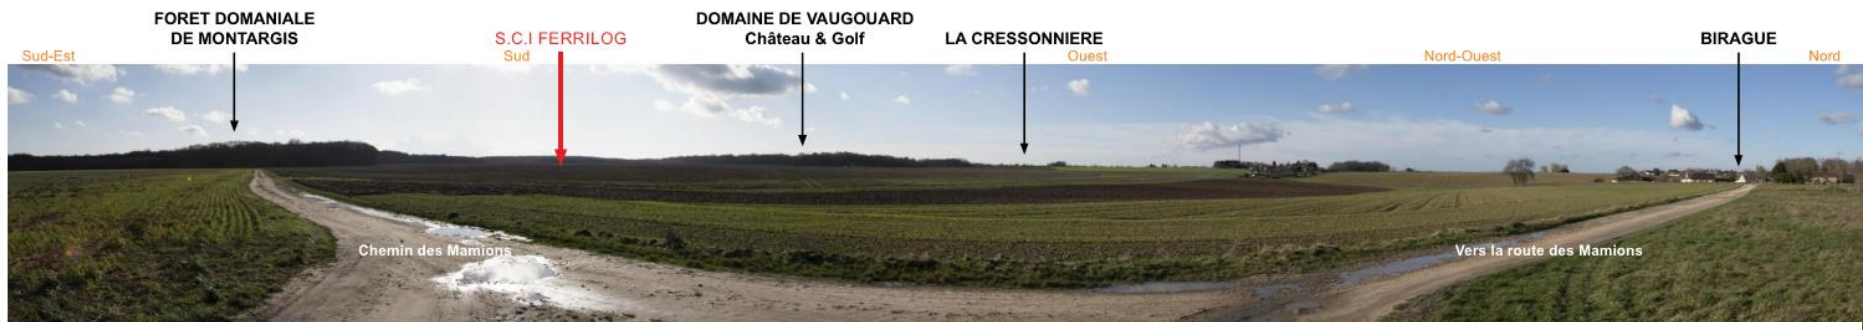 FORET DOMANIALE
DE MONTARGIS
S.C.I FERRILOG
DOMAINE DE VAUGOUARD
Château & Golf
LA CRESSONNIERE
BIRAGUE
Sud-Est
Sud
Ouest
Nord-Ouest
Nord
Chemin des Mamions
Vers la route des Mamions